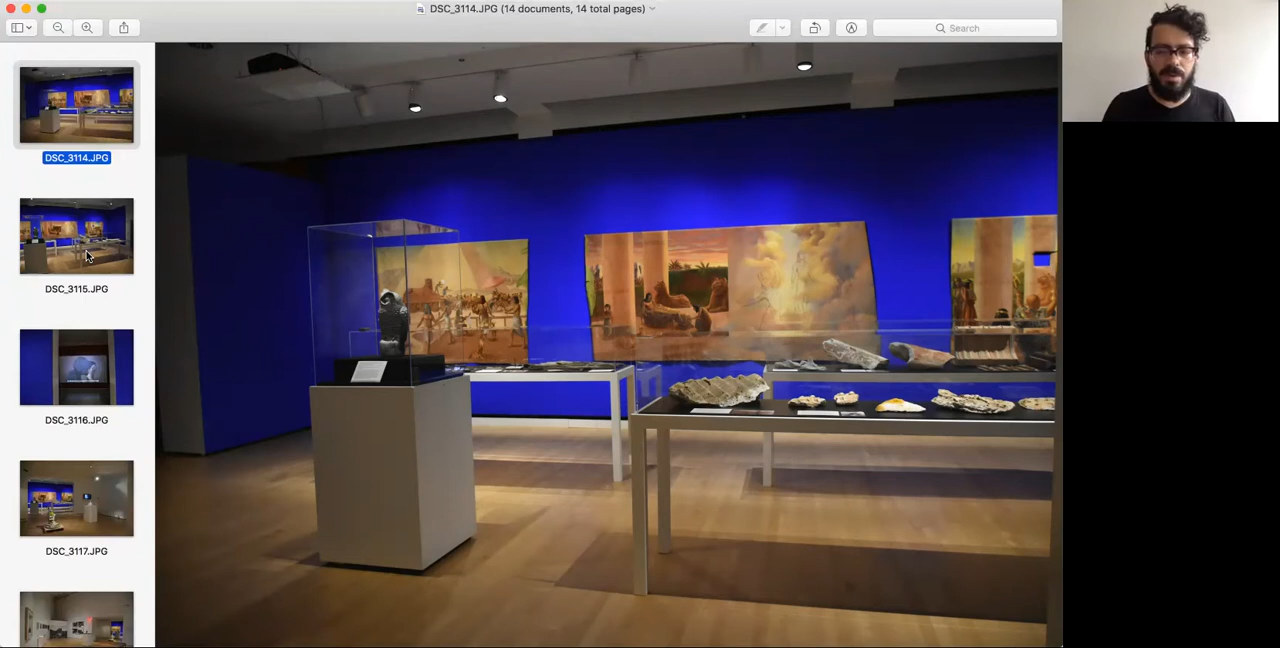 DSC_3114.JPG (14 documents, 14 total pages)
Search
DSC_3114.JPG
DSC_3115.JPG
DSC_3116.JPG
DSC_3117.JPG